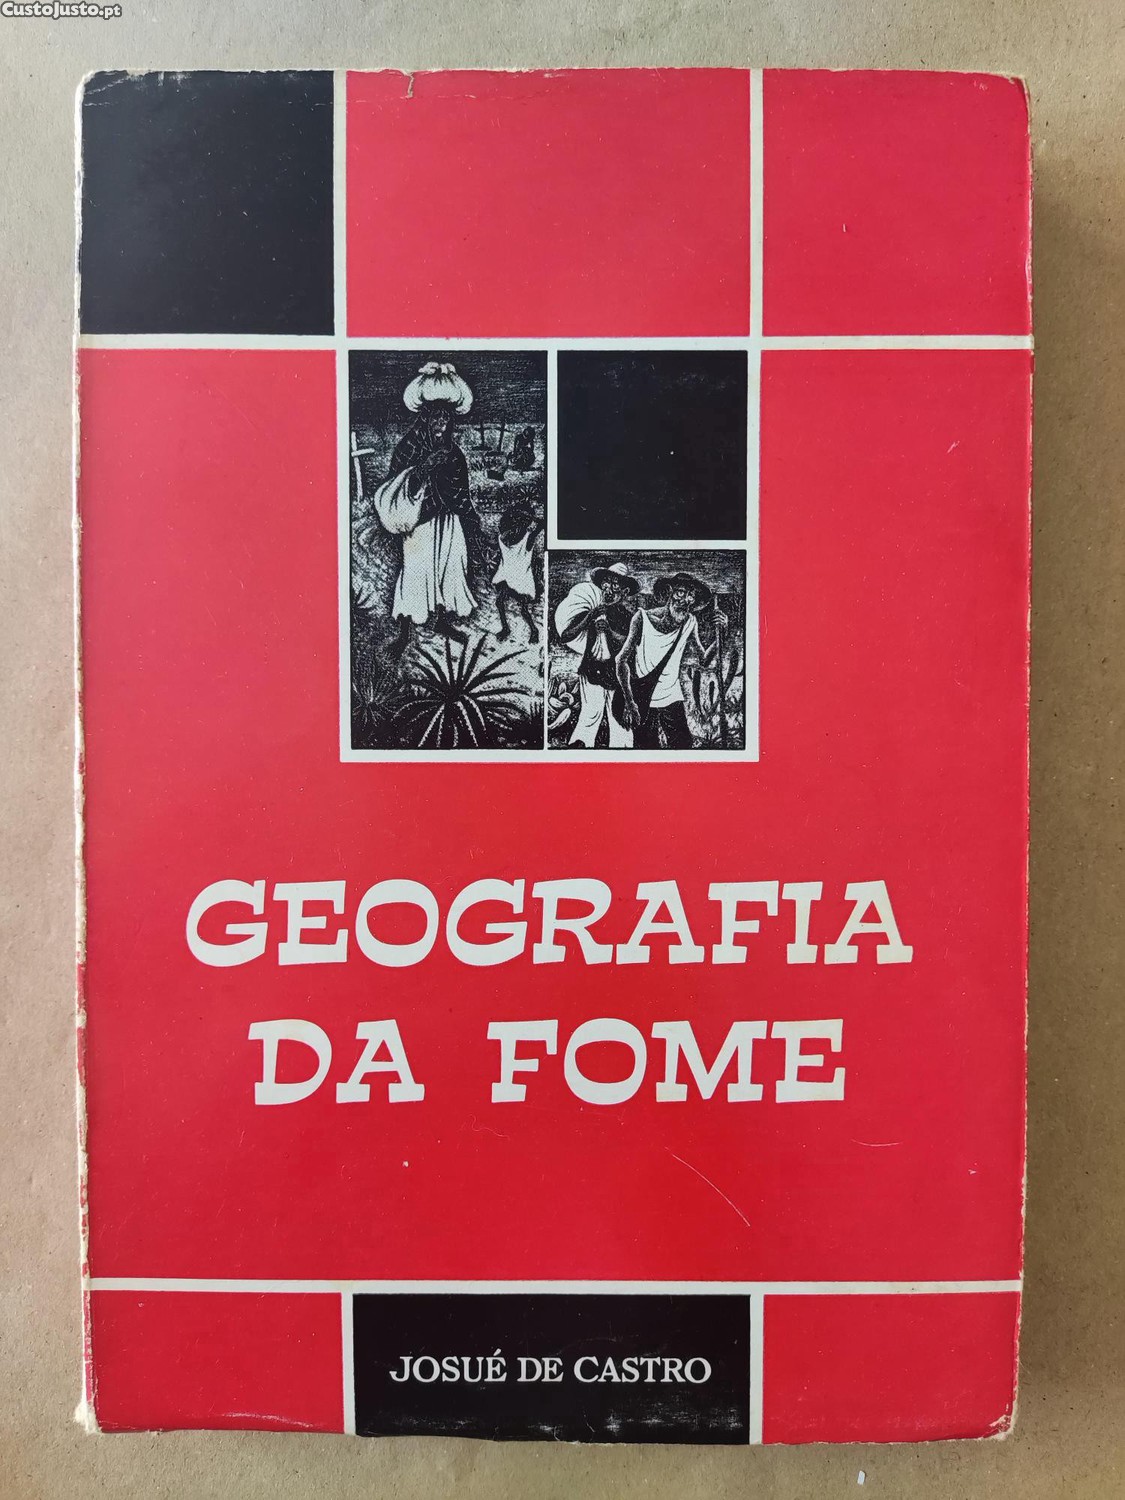 CustoJusto.pt
GEOGRAFIA
DA FOME
JOSUÉ DE CASTRO